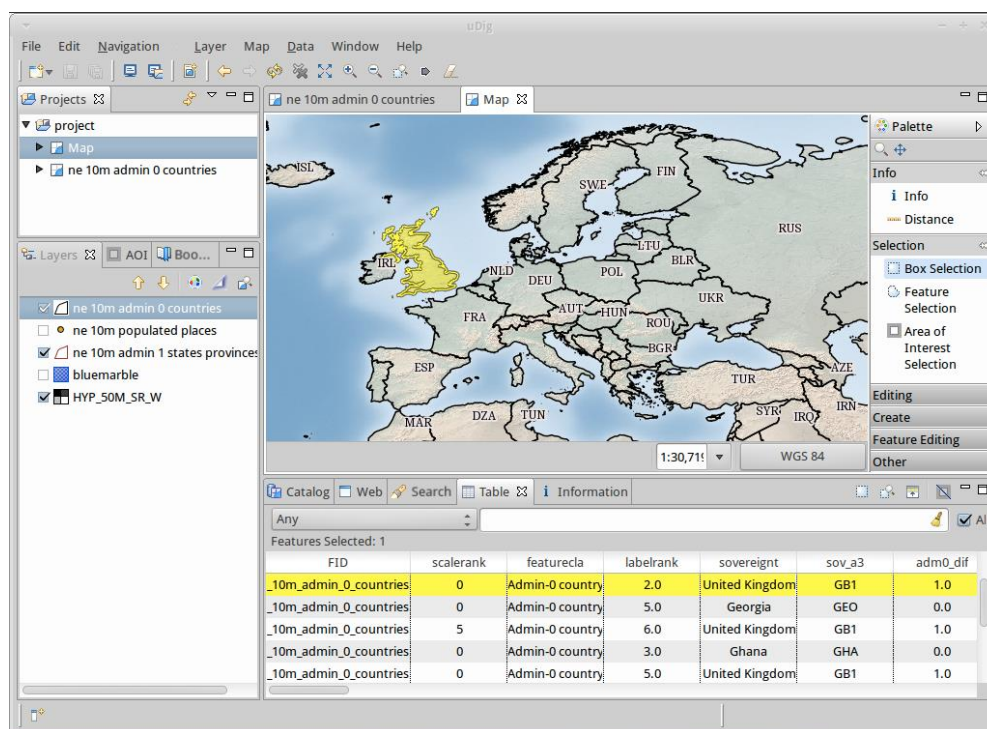 uDig
File Edit Navigation Layer Map Data Window Help
Projects
project
Map
ne 10m admin 0 countries
Layers AOI Boo...
ne 10m admin 0 countries
ne 10m populated places
ne 10m admin 1 states provinces
bluemarble
HYP_50M_SR_W
ne 10m admin 0 countries Map
ISL
SWE
FIN
RUS
IRL
LTU
NLD
DEU
POL
BLR
FRA
AUT
HUN
UKR
ROU
BGR
ESP
TUR
AZE
MAR
DZA
TUN
SYR
IRQ
IRN
1:30,719 WGS 84
Palette
Info
Info
Distance
Selection
Box Selection
Feature
Selection
Area of
Interest
Selection
Editing
Create
Feature Editing
Other
Catalog Web Search Table Information
Any Al
Features Selected: 1
FID scalerank featurecla labelrank sovereignt sov_a3 adm0_dif
_10m_admin_0_countries 0 Admin-0 country 2.0 United Kingdom GB1 1.0
_10m_admin_0_countries 0 Admin-0 country 5.0 Georgia GEO 0.0
_10m_admin_0_countries 5 Admin-0 country 6.0 United Kingdom GB1 1.0
_10m_admin_0_countries 0 Admin-0 country 3.0 Ghana GHA 0.0
_10m_admin_0_countries 0 Admin-0 country 5.0 United Kingdom GB1 1.0